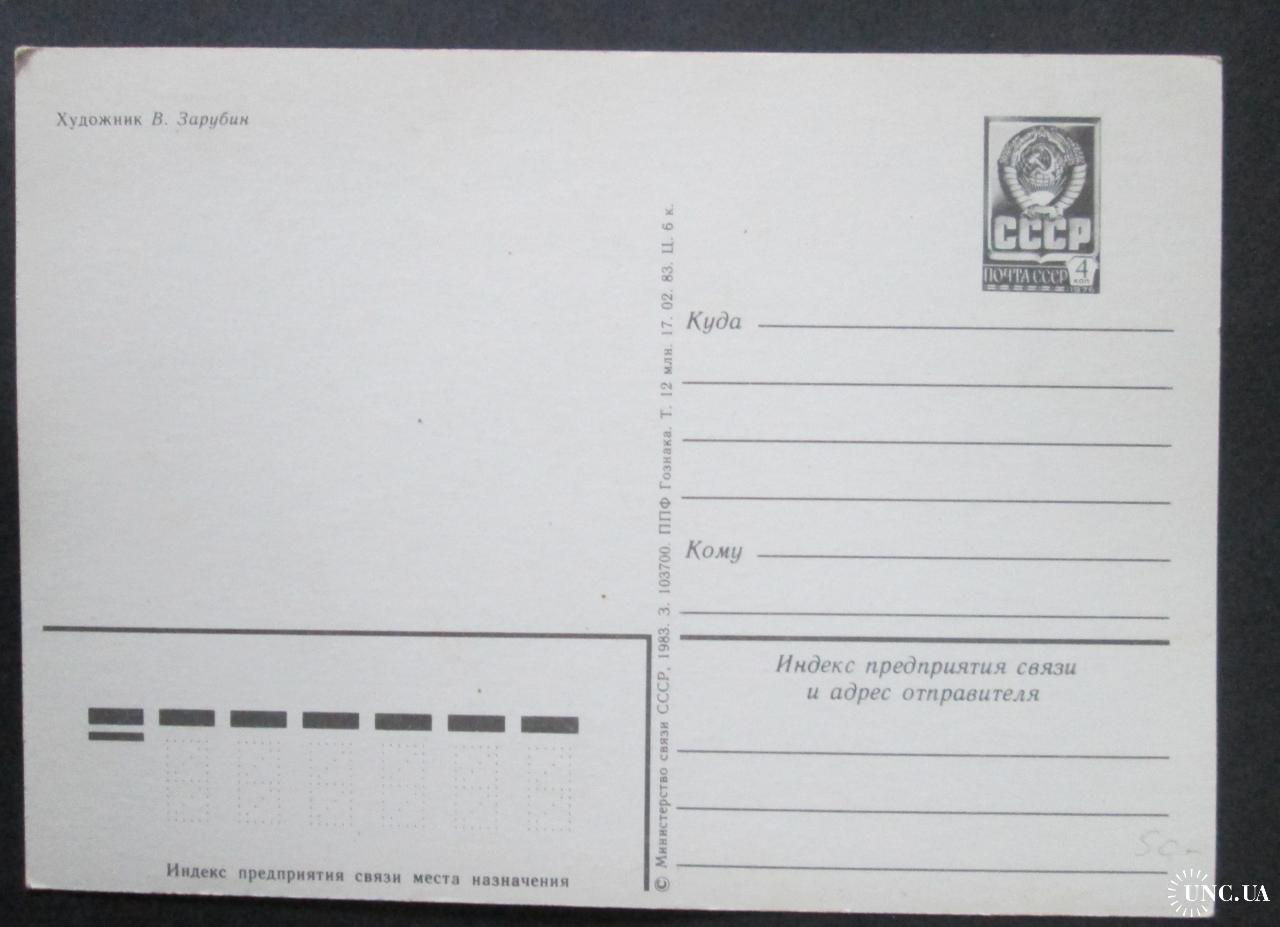 Художник В. Зарубин
СССР
ПОЧТА СССР
4
КОП
Куда
Кому
Индекс предприятия связи
и адрес отправителя
© Министерство связи СССР, 1983. З. 103700. ППФ Гознака. Т. 12 млн. 17. 02. 83. Ц. 6 к.
Индекс предприятия связи места назначения
UNC.UA